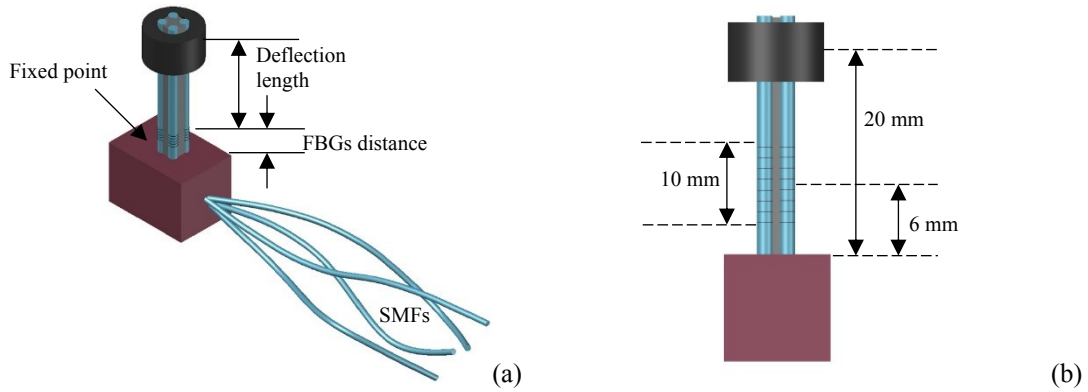 Fixed point
Deflection
length
FBGs distance
SMFs
(a)
20 mm
10 mm
6 mm
(b)